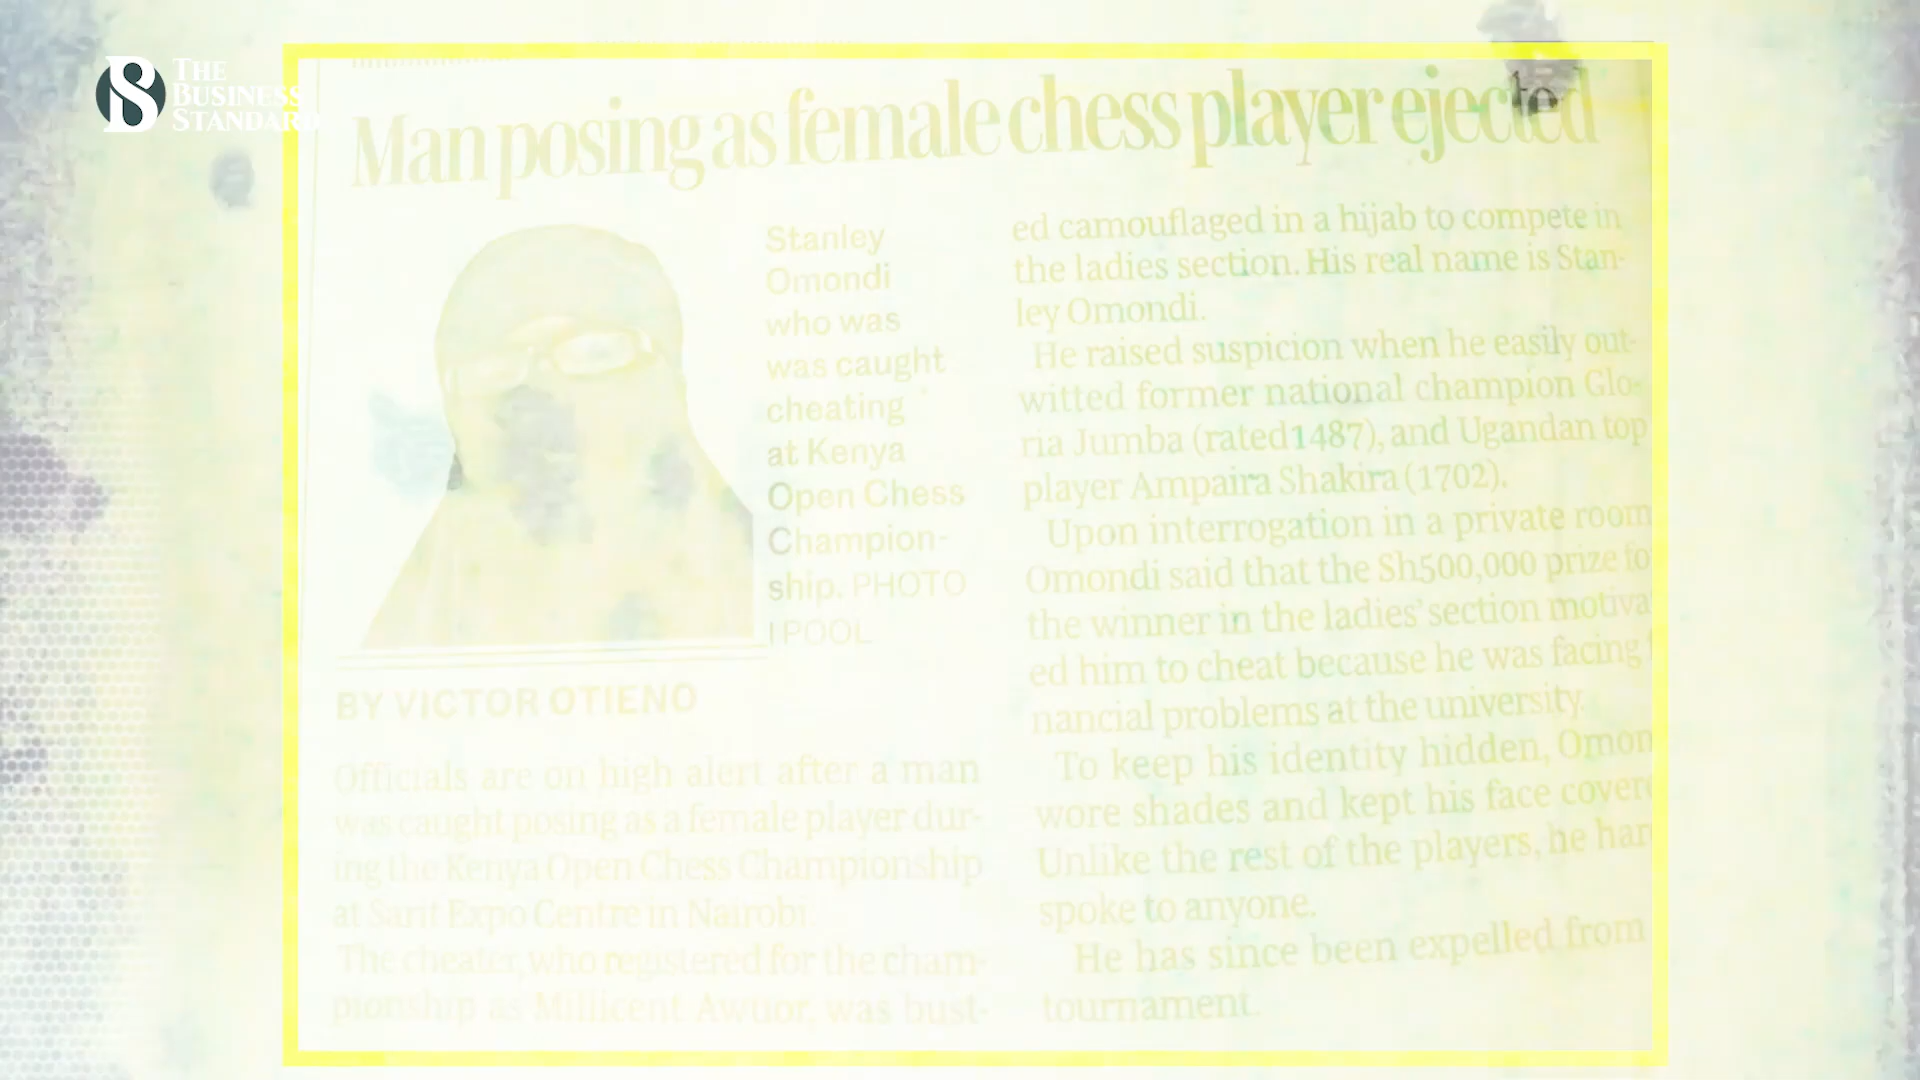 THE
BUSINESS
STANDARD
Man posing as female chess player ejected
Stanley
Omondi
who was
was caught
cheating
at Kenya
Open Chess
Champion-
ship. PHOTO
| POOL
BY VICTOR OTIENO
Officials are on high alert after a man
was caught posing as a female player dur-
ing the Kenya Open Chess Championship
at Sarit Expo Centre in Nairobi.
The cheater, who registered for the cham-
pionship as Millicent Awuor, was bust-
ed camouflaged in a hijab to compete in
the ladies section. His real name is Stan-
ley Omondi.
He raised suspicion when he easily out-
witted former national champion Glo-
ria Jumba (rated 1487), and Ugandan top
player Ampaira Shakira (1702).
Upon interrogation in a private room
Omondi said that the Sh500,000 prize fo
the winner in the ladies' section motiva
ed him to cheat because he was facing
nancial problems at the university.
To keep his identity hidden, Omon
wore shades and kept his face cover
Unlike the rest of the players, he har
spoke to anyone.
He has since been expelled from
tournament.